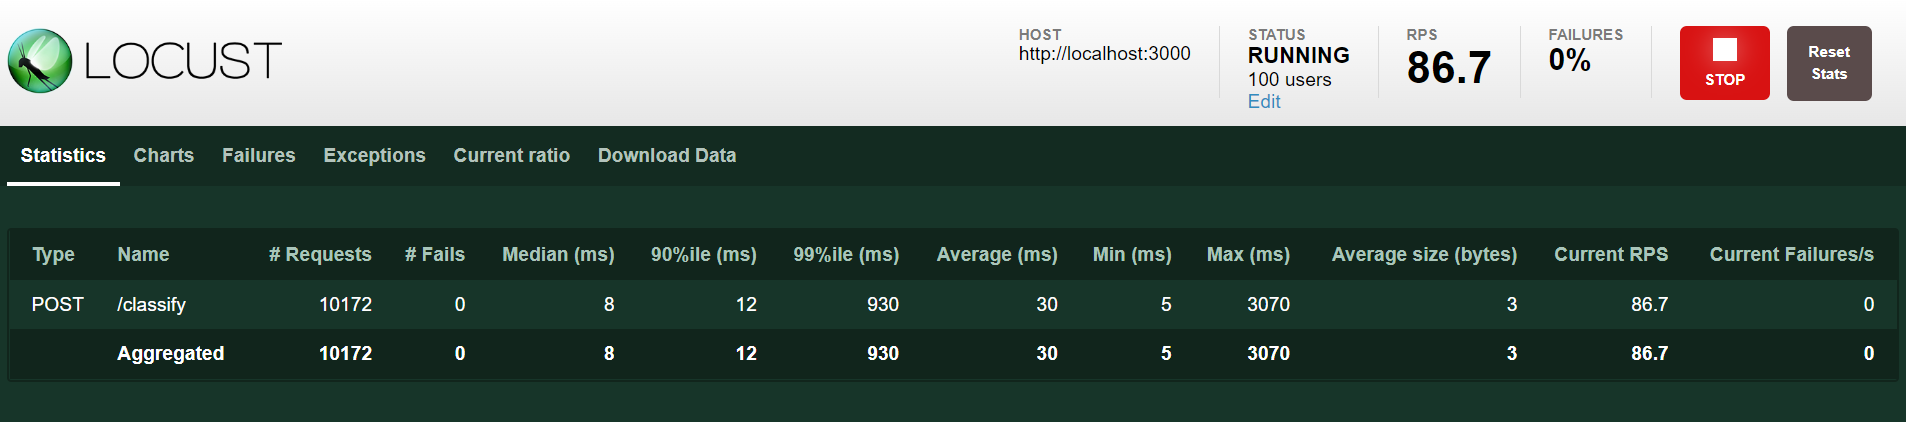 LOCUST
HOST
http://localhost:3000
STATUS
RUNNING
100 users
Edit
RPS
86.7
FAILURES
0%
STOP
Reset
Stats
Statistics Charts Failures Exceptions Current ratio Download Data
Type Name # Requests # Fails Median (ms) 90%ile (ms) 99%ile (ms) Average (ms) Min (ms) Max (ms) Average size (bytes) Current RPS Current Failures/s
POST /classify 10172 0 8 12 930 30 5 3070 3 86.7 0
Aggregated 10172 0 8 12 930 30 5 3070 3 86.7 0